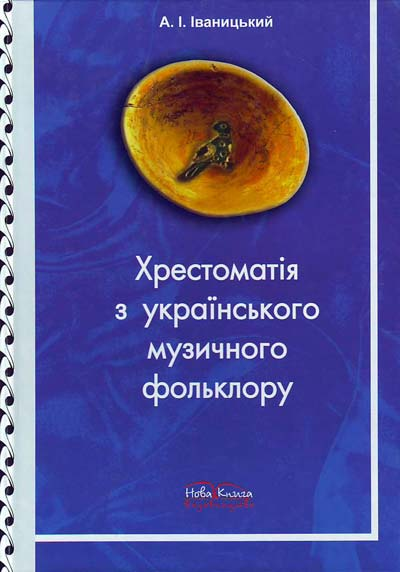 А. І. Іваницький
Хрестоматія
з українського
музичного
фольклору
Нова Книга